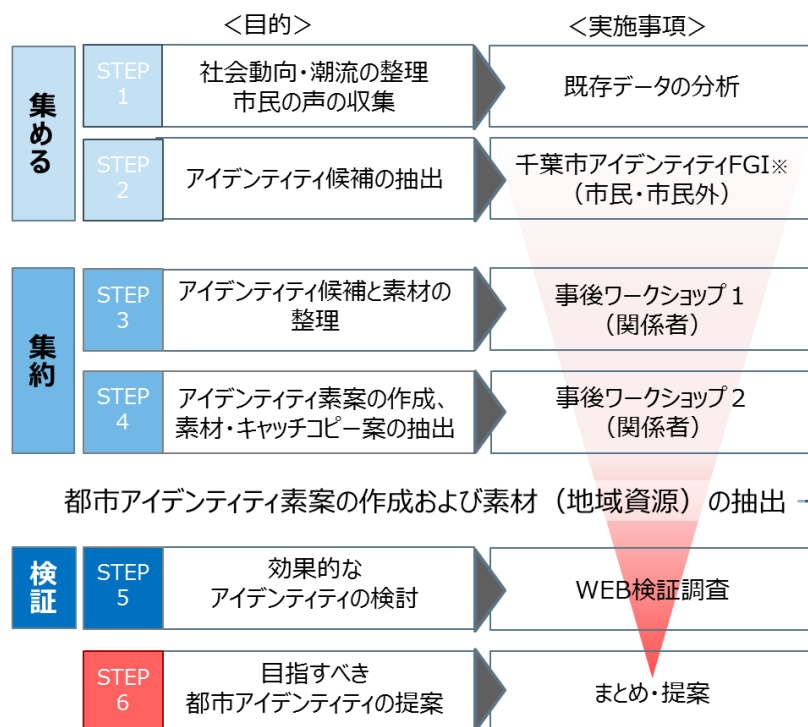 <目的>
<実施事項>
集める
STEP
1
社会動向・潮流の整理
市民の声の収集
既存データの分析
STEP
2
アイデンティティ候補の抽出
千葉市アイデンティティFGI※
(市民・市民外)
集約
STEP
3
アイデンティティ候補と素材の
整理
事後ワークショップ1
(関係者)
STEP
4
アイデンティティ素案の作成、
素材・キャッチコピー案の抽出
事後ワークショップ2
(関係者)
都市アイデンティティ素案の作成および素材(地域資源)の抽出
検証
STEP
5
効果的な
アイデンティティの検討
WEB検証調査
STEP
6
目指すべき
都市アイデンティティの提案
まとめ・提案